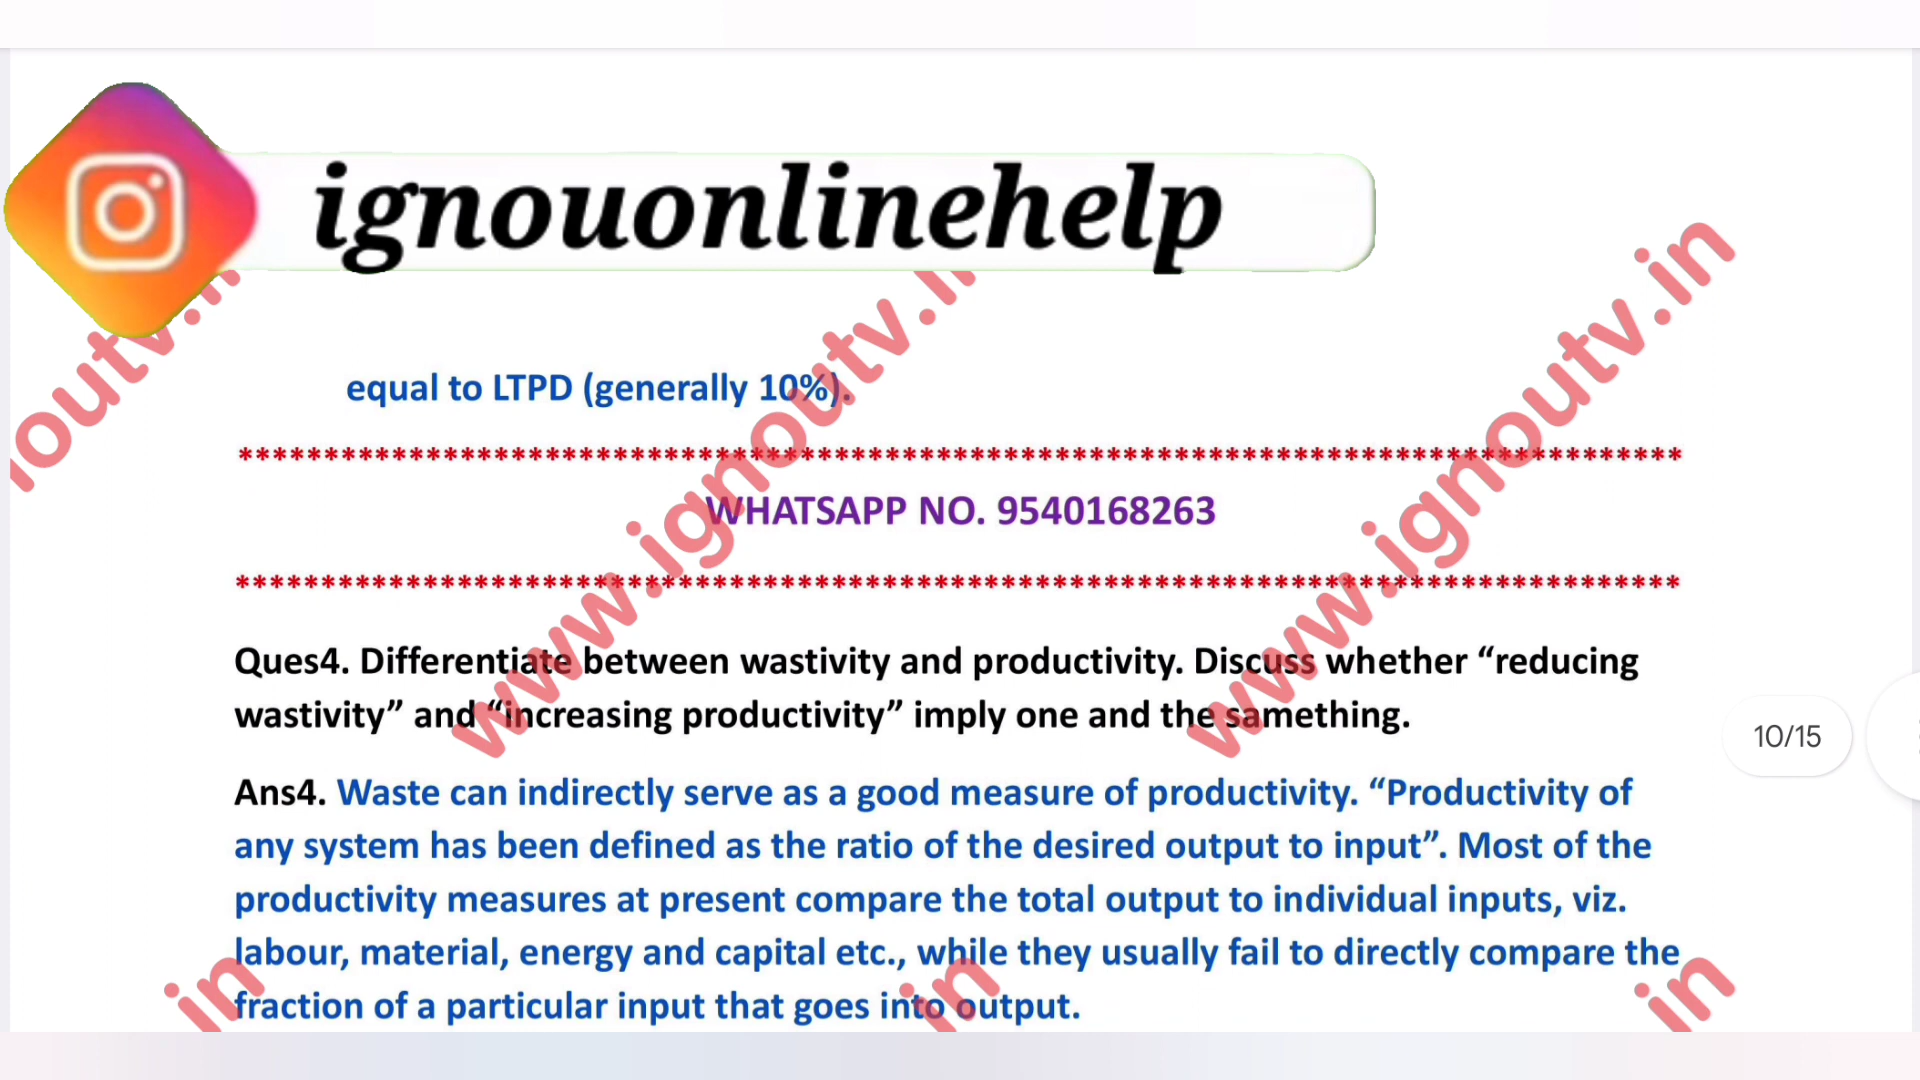 ignouonlinehelp
equal to LTPD (generally 10%).
************************************************************************************
WHATSAPP NO. 9540168263
************************************************************************************
Ques4. Differentiate between wastivity and productivity. Discuss whether “reducing
wastivity” and “increasing productivity” imply one and the samething.
10/15
Ans4. Waste can indirectly serve as a good measure of productivity. “Productivity of
any system has been defined as the ratio of the desired output to input”. Most of the
productivity measures at present compare the total output to individual inputs, viz.
labour, material, energy and capital etc., while they usually fail to directly compare the
fraction of a particular input that goes into output.
www.ignoutv.in
www.ignoutv.in
noutv.in
in
in
in